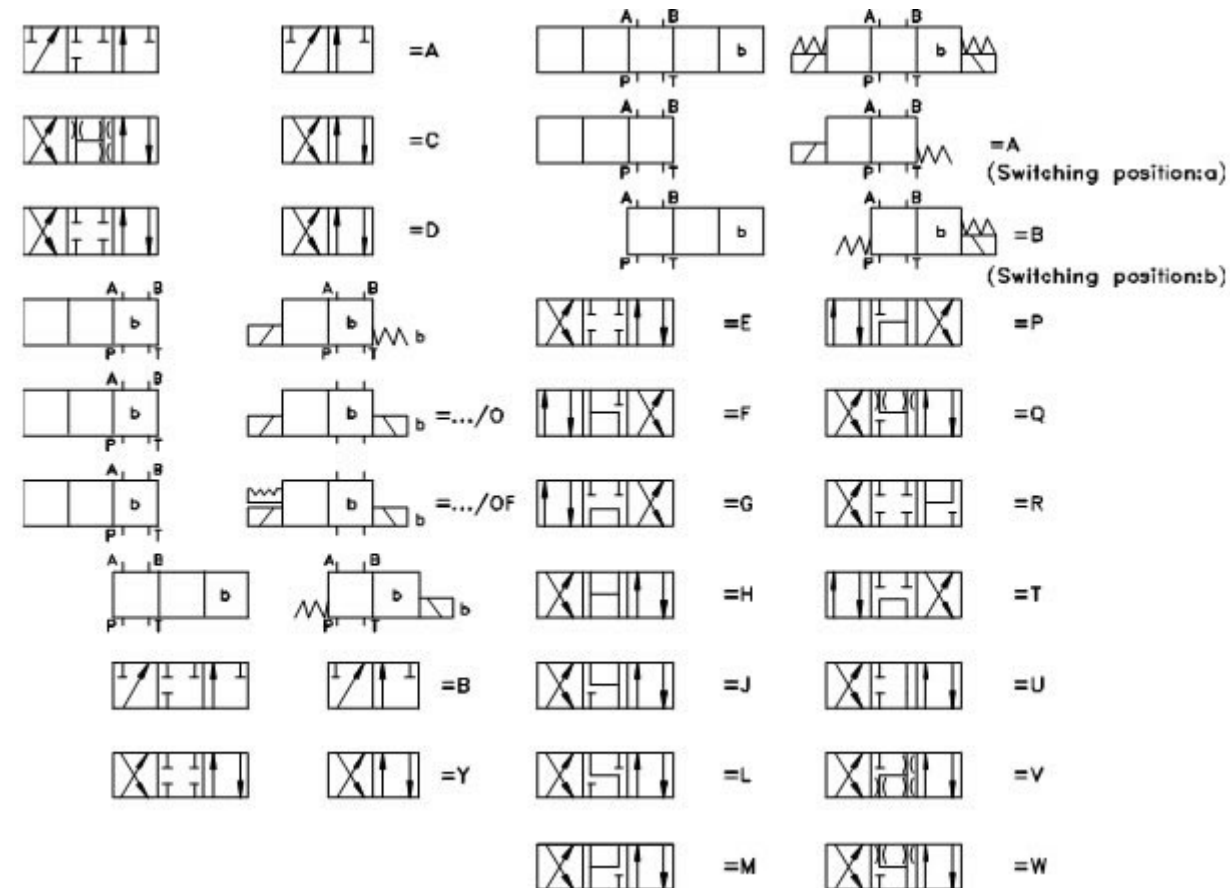 =A
=C
=D
A B
b
P T
A B
b
P T
b
A B
b
P T
b =.../O
b
A B
b
P T
b =.../OF
b
A B
b
P T
A B
b
P T
b
=B
=Y
A B
b
P T
A B
b
P T
A B
P T
A B
P T
=A
(Switching position:a)
A B
b
P T
A B
b
P T
=B
(Switching position:b)
=E
=P
=F
=Q
=G
=R
=H
=T
=J
=U
=L
=V
=M
=W